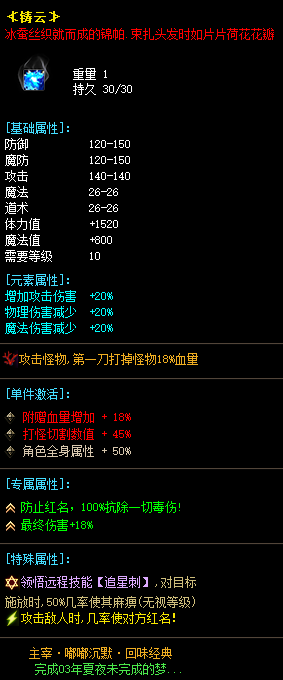 ≮铸云≯
冰蚕丝织就而成的锦帕.束扎头发时如片片荷花花瓣
重量 1
持久 30/30
[基础属性]:
防御 120-150
魔防 120-150
攻击 140-140
魔法 26-26
道术 26-26
体力值 +1520
魔法值 +800
需要等级 10
[元素属性]:
增加攻击伤害 +20%
物理伤害减少 +20%
魔法伤害减少 +20%
攻击怪物,第一刀打掉怪物18%血量
[单件激活]:
附赠血量增加 + 18%
打怪切割数值 + 45%
角色全身属性 + 50%
[专属属性]:
防止红名，100%抗除一切毒伤!
最终伤害+18%
[特殊属性]:
领悟远程技能【追星刺】,对目标
施放时,50%几率使其麻痹(无视等级)
攻击敌人时,几率使对方红名!
主宰·嘟嘟沉默·回味经典
完成03年夏夜未完成的梦...